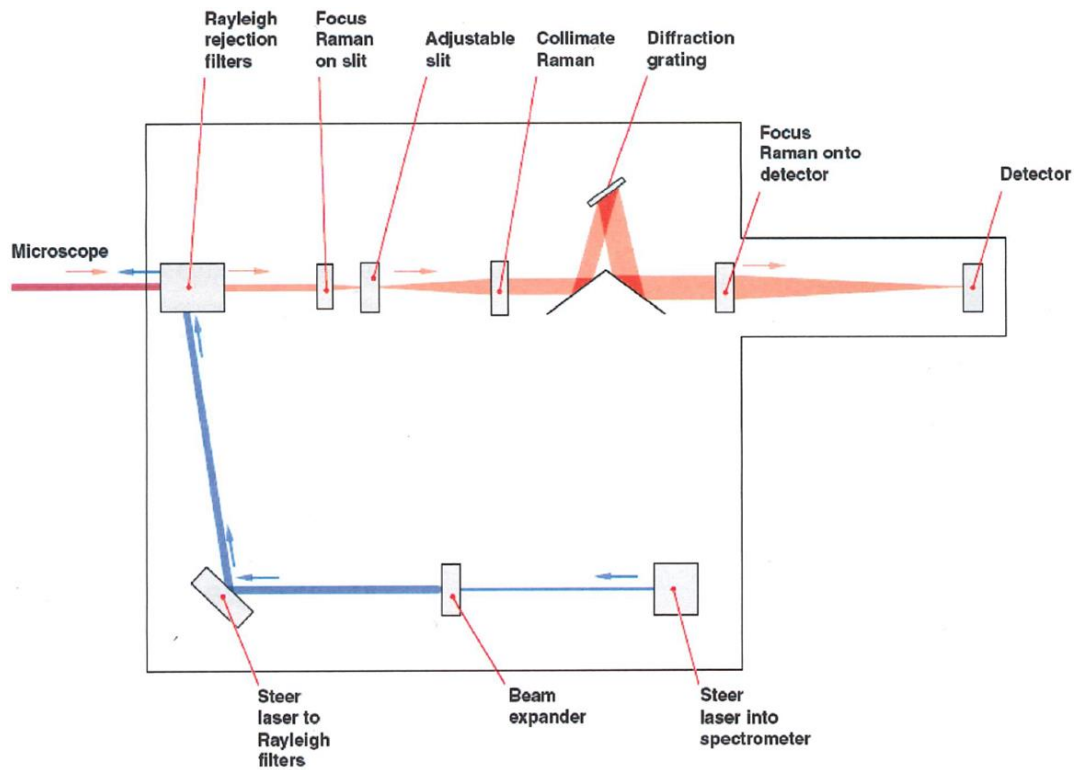 Rayleigh
rejection
filters
Focus
Raman
on slit
Adjustable
slit
Collimate
Raman
Diffraction
grating
Focus
Raman onto
detector
Detector
Microscope
Steer
laser to
Rayleigh
filters
Beam
expander
Steer
laser into
spectrometer